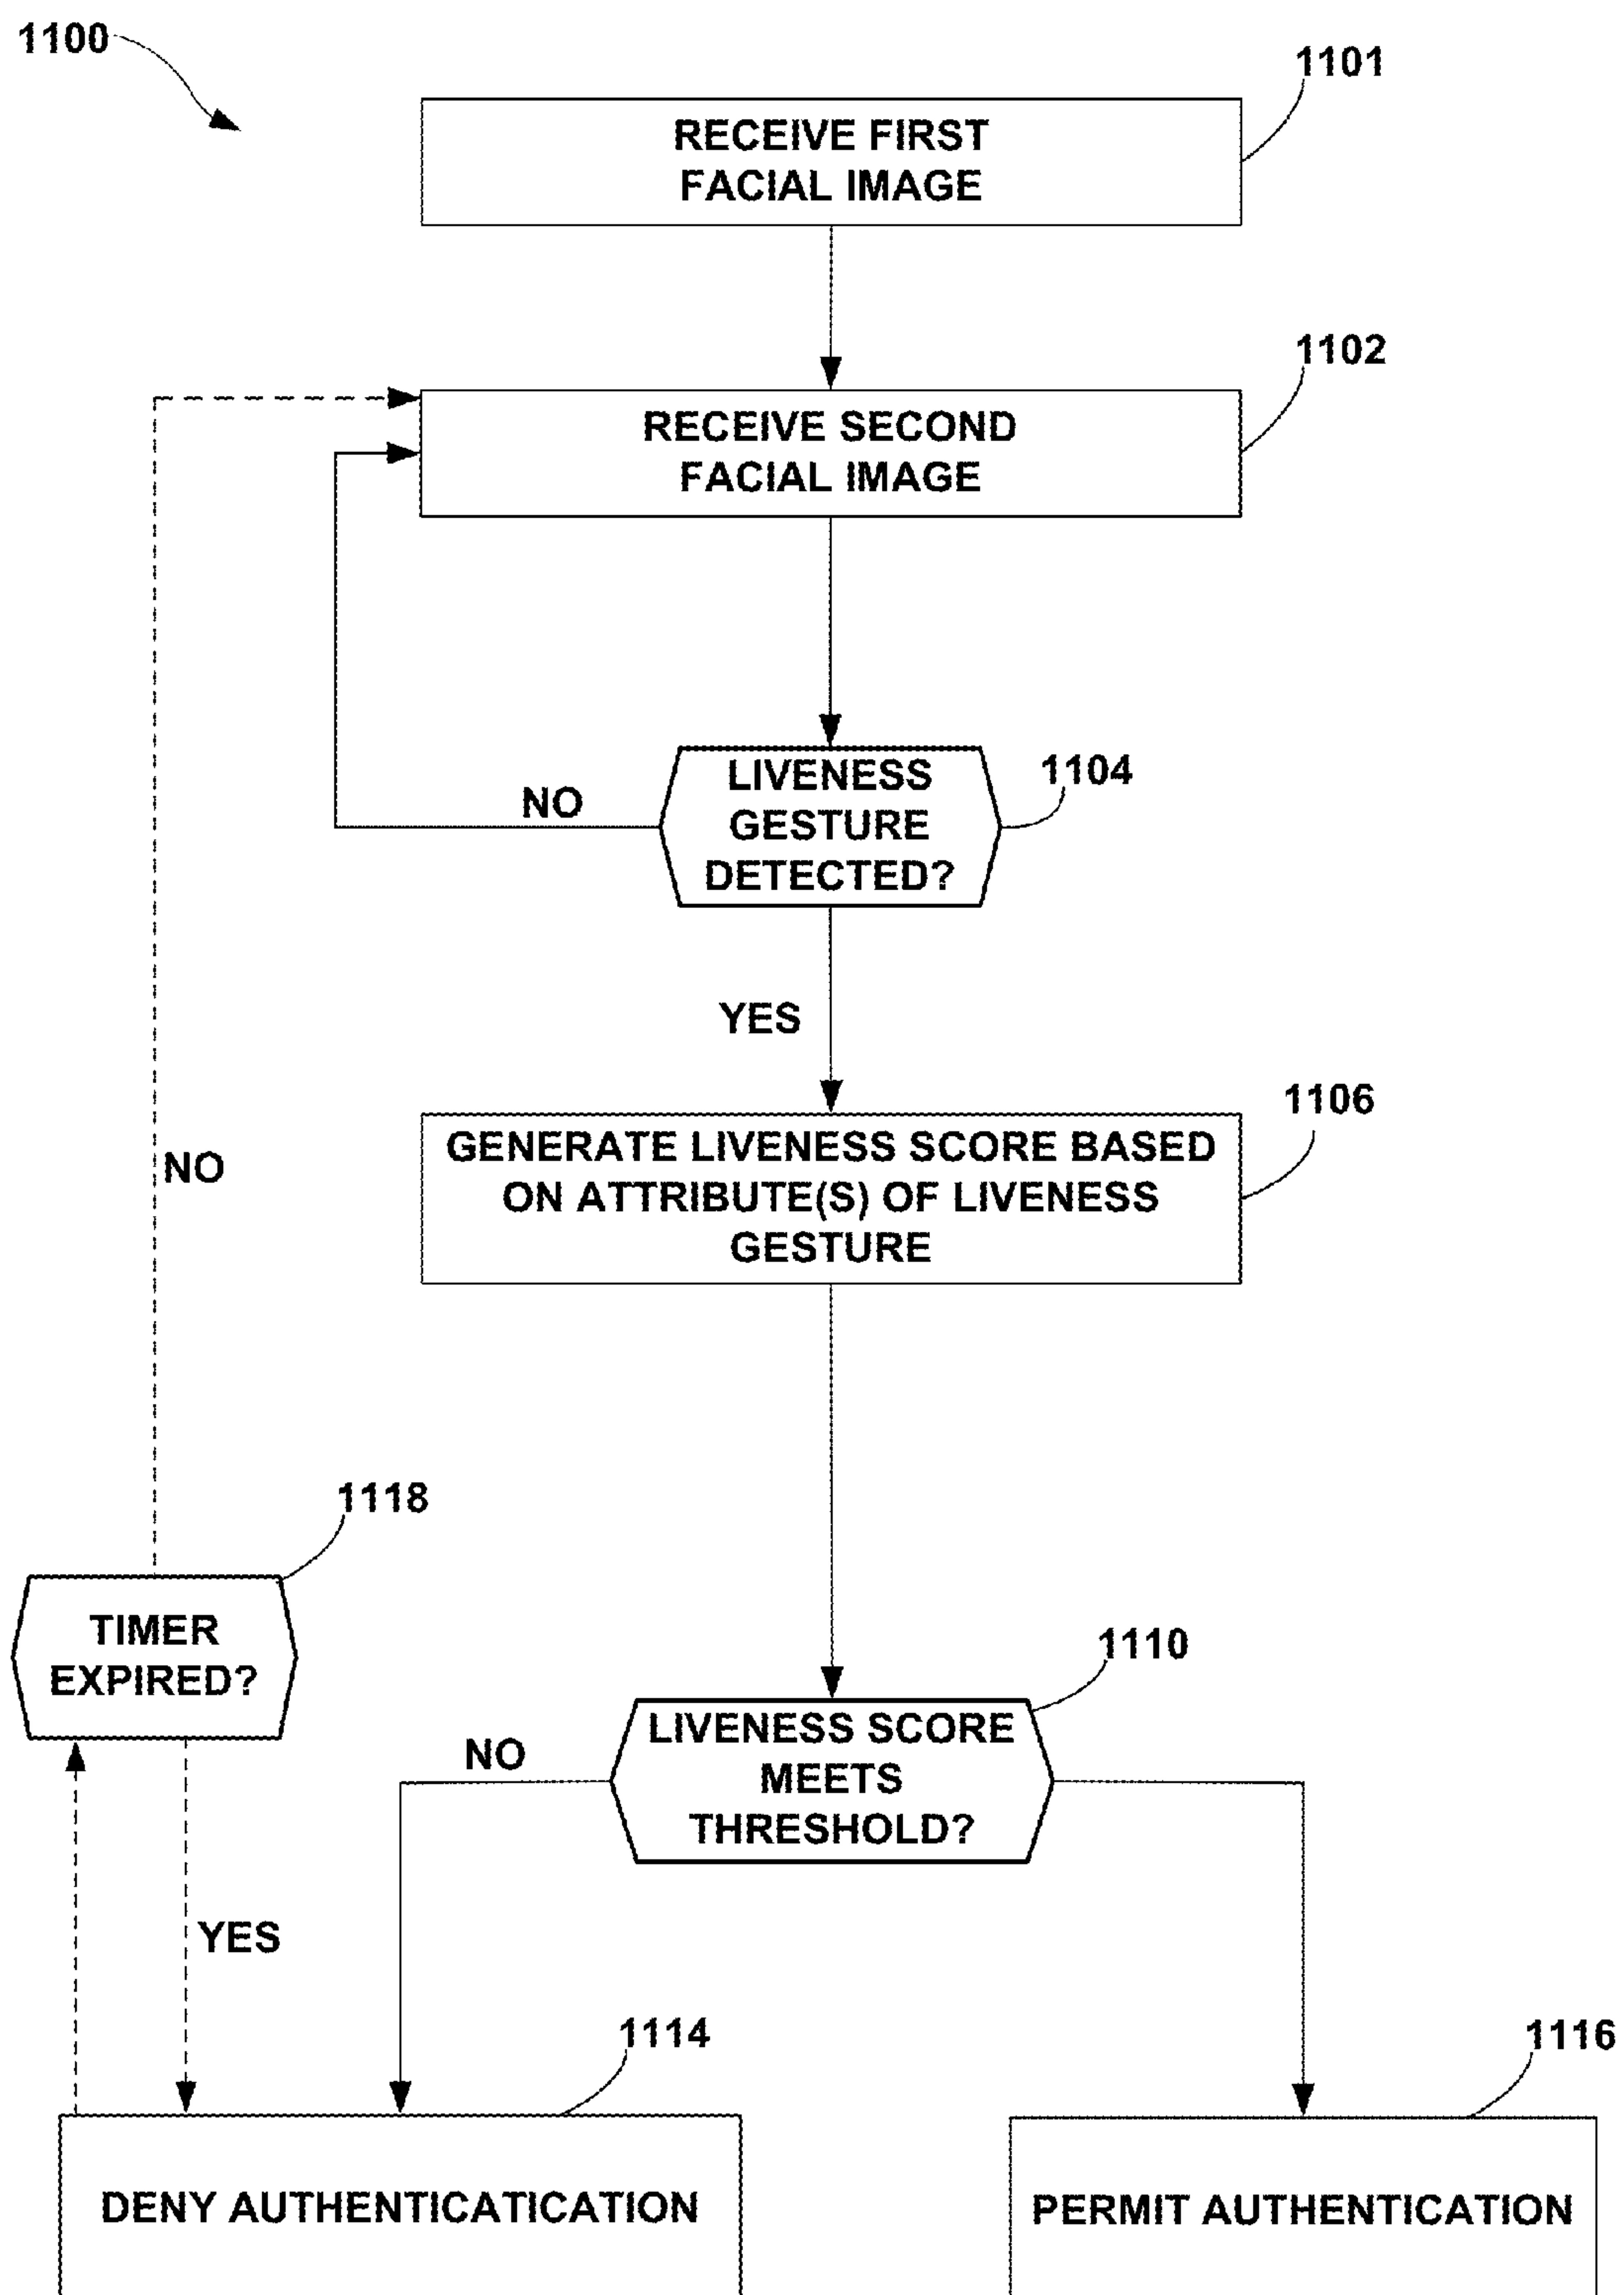 1100
1101
RECEIVE FIRST
FACIAL IMAGE
1102
RECEIVE SECOND
FACIAL IMAGE
1104
LIVENESS
GESTURE
DETECTED?
NO
YES
1106
GENERATE LIVENESS SCORE BASED
ON ATTRIBUTE(S) OF LIVENESS
GESTURE
NO
1118
TIMER
EXPIRED?
1110
LIVENESS SCORE
MEETS
THRESHOLD?
NO
YES
1114
1116
DENY AUTHENTICATICATION
PERMIT AUTHENTICATION